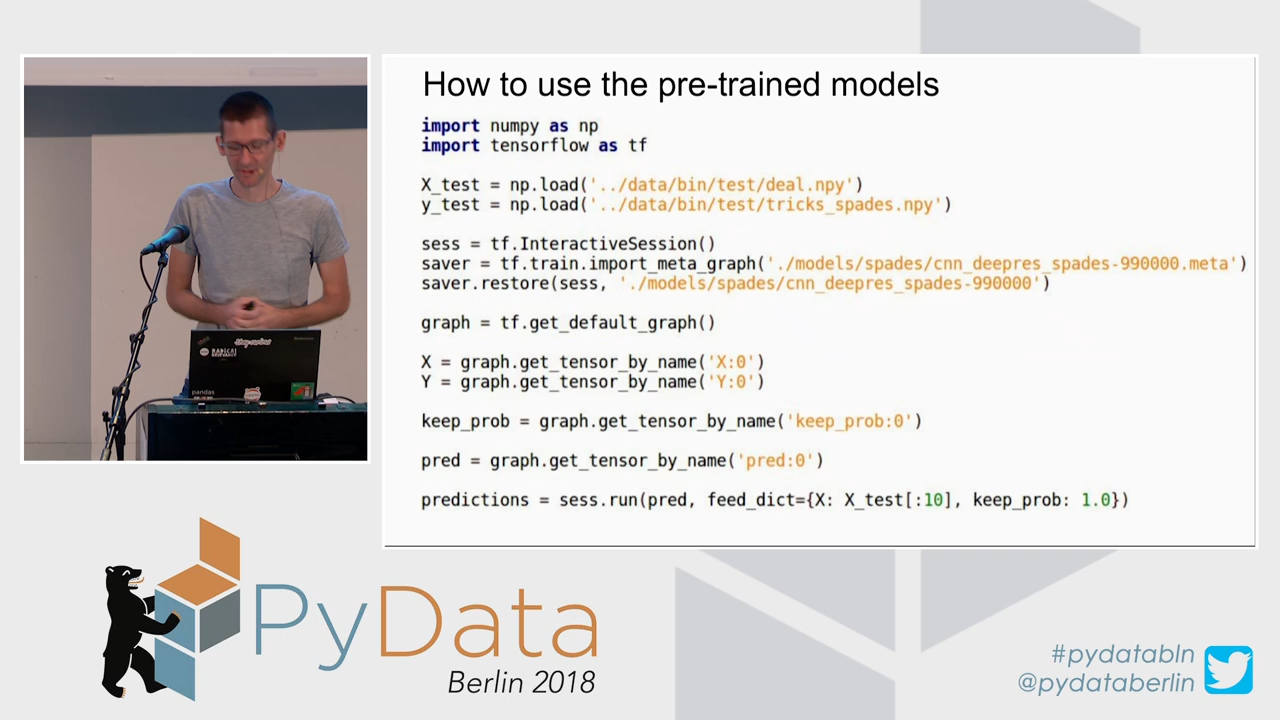 How to use the pre-trained models
import numpy as np
import tensorflow as tf
X_test = np.load('../data/bin/test/deal.npy')
y_test = np.load('../data/bin/test/tricks_spades.npy')
sess = tf.InteractiveSession()
saver = tf.train.import_meta_graph('./models/spades/cnn_deepres_spades-990000.meta')
saver.restore(sess, './models/spades/cnn_deepres_spades-990000')
graph = tf.get_default_graph()
X = graph.get_tensor_by_name('X:0')
Y = graph.get_tensor_by_name('Y:0')
keep_prob = graph.get_tensor_by_name('keep_prob:0')
pred = graph.get_tensor_by_name('pred:0')
predictions = sess.run(pred, feed_dict={X: X_test[:10], keep_prob: 1.0})
RADICAL
pandas
PyData
Berlin 2018
#pydatabln
@pydataberlin